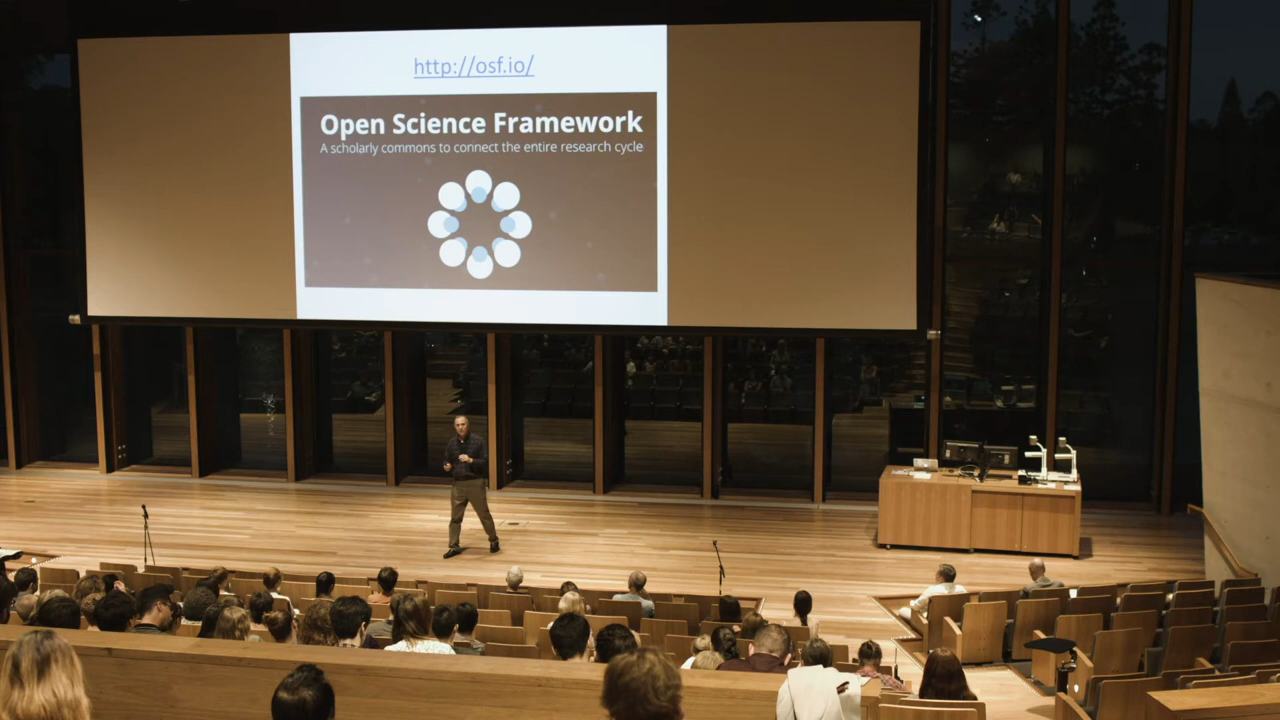 http://osf.io/
Open Science Framework
A scholarly commons to connect the entire research cycle